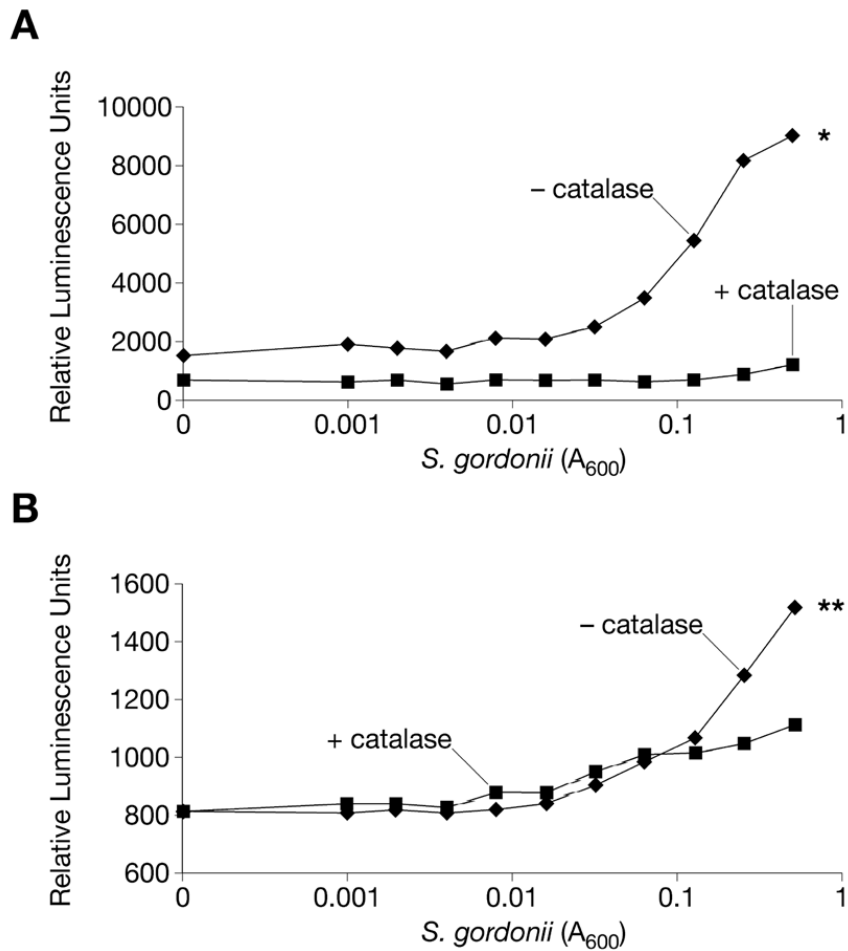 A
Relative Luminescence Units
10000
8000
6000
4000
2000
0
*
– catalase
+ catalase
0 0.001 0.01 0.1 1
S. gordonii (A600)
B
Relative Luminescence Units
1600
1400
1200
1000
800
600
**
– catalase
+ catalase
0 0.001 0.01 0.1 1
S. gordonii (A600)